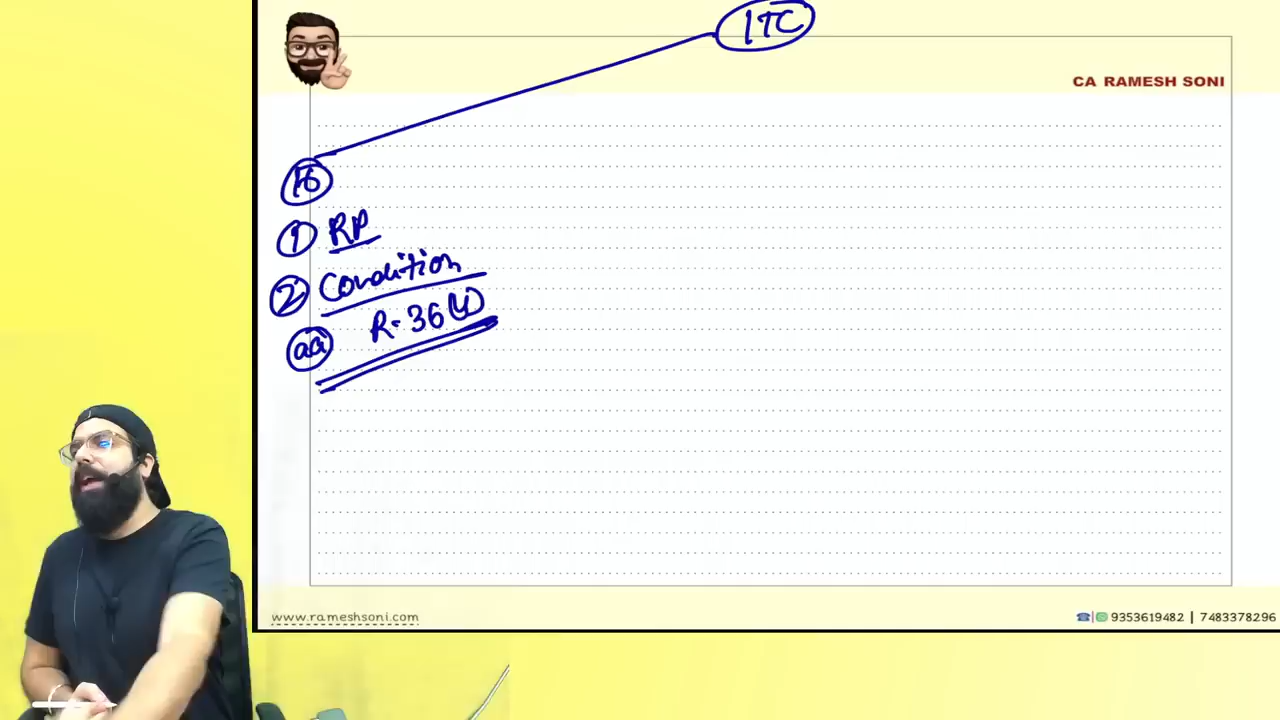 ITC
CA RAMESH SONI
16
① RP
② Condition
aa R-36(4)
www.rameshsoni.com
9353619482 | 7483378296